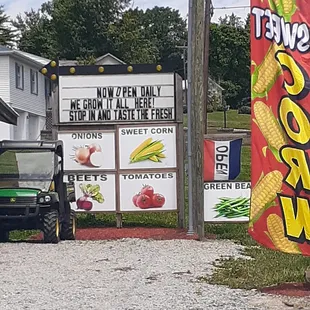 NOW OPEN DAILY
WE GROW IT ALL HERE!
STOP IN AND TASTE THE FRESH
ONIONS
SWEET CORN
BEETS
TOMATOES
OPEN
GREEN BEA
SWEET
CORN